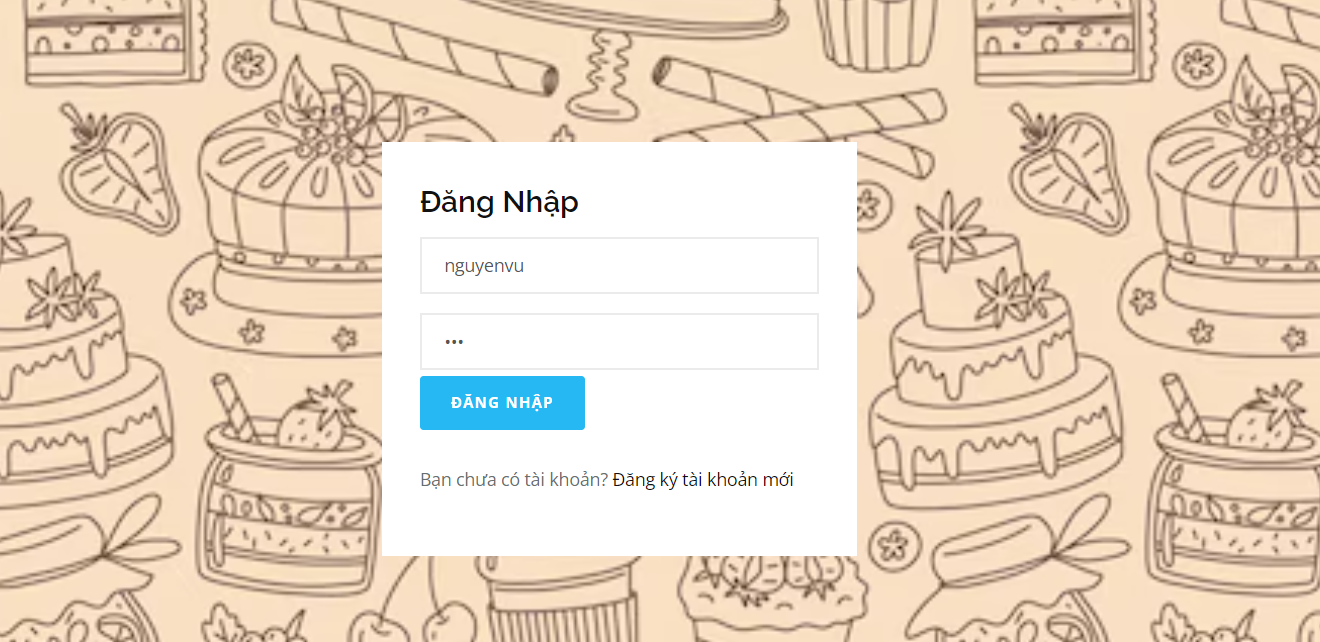 Đăng Nhập
nguyenvu
•••
ĐĂNG NHẬP
Bạn chưa có tài khoản? Đăng ký tài khoản mới